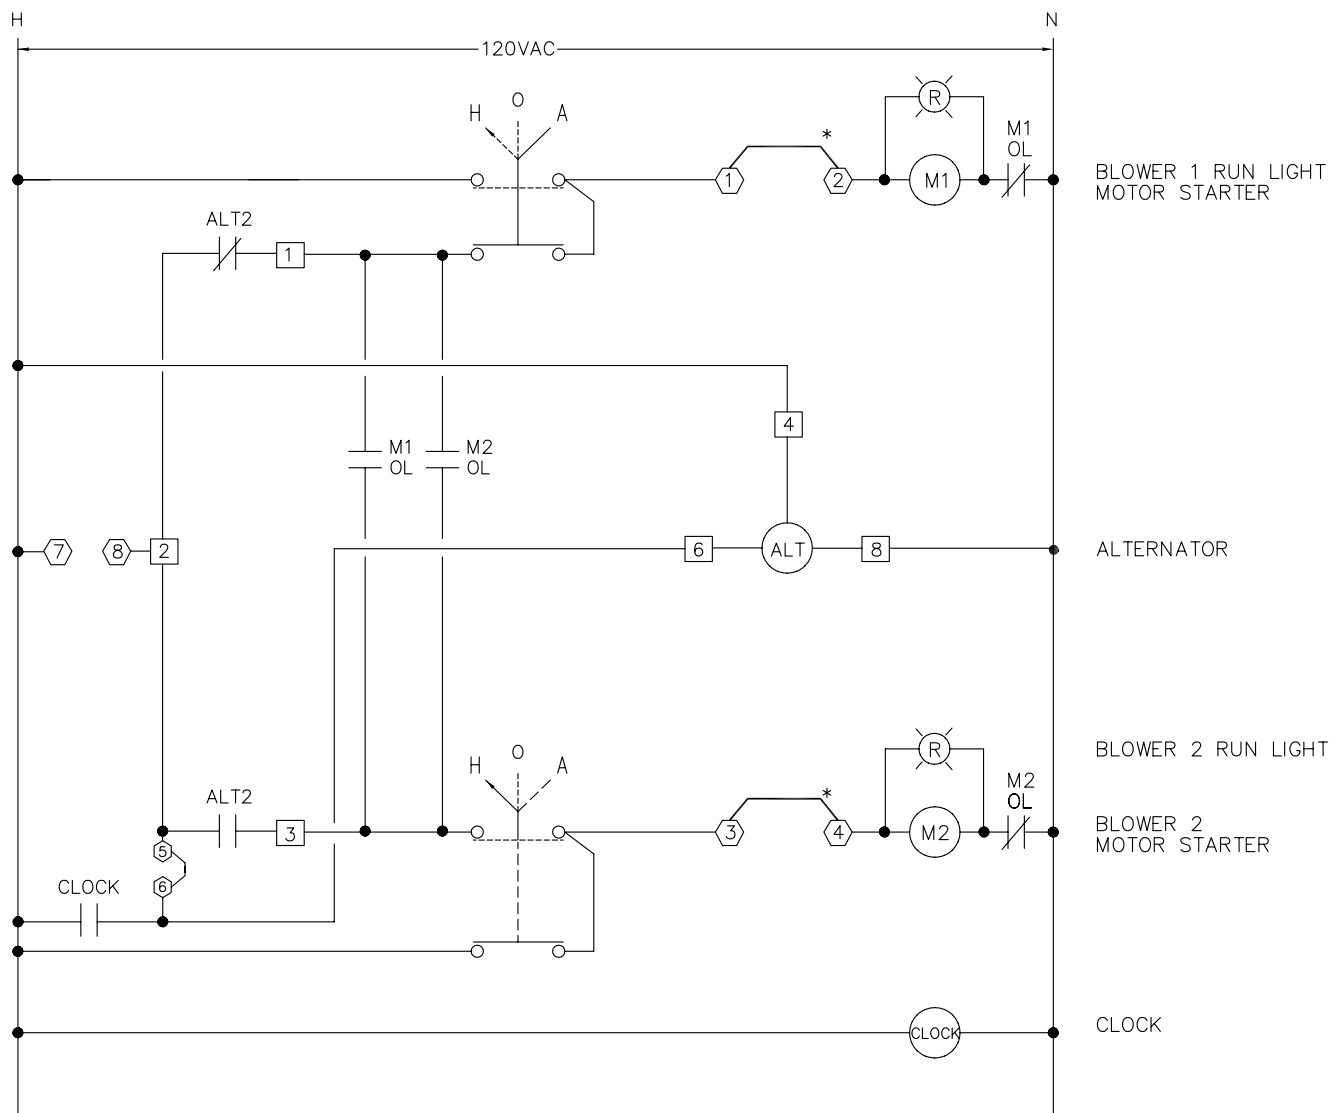 H N
120VAC
R
H O A
*
M1
OL
1 2 M1
BLOWER 1 RUN LIGHT
MOTOR STARTER
ALT2
1
4
M1
OL
M2
OL
7 8 2
6 ALT 8
ALTERNATOR
R
BLOWER 2 RUN LIGHT
H O A
*
M2
OL
ALT2
3
3 4 M2
BLOWER 2
MOTOR STARTER
5
6
CLOCK
CLOCK
CLOCK